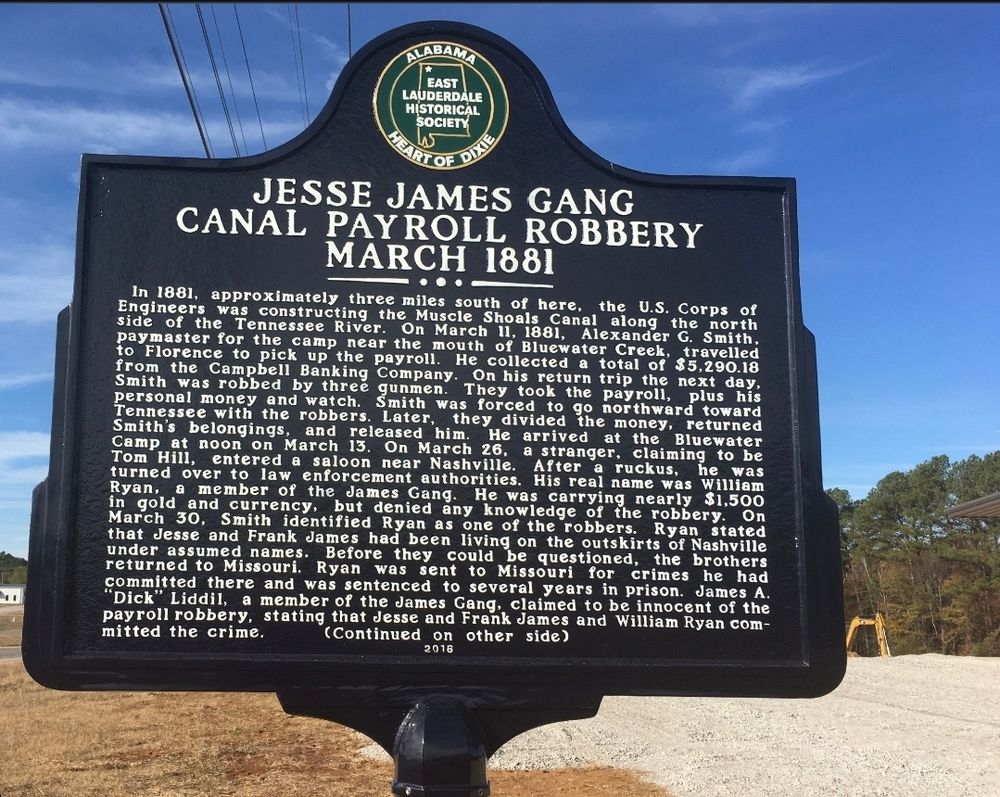 ALABAMA
EAST
LAUDERDALE
HISTORICAL
SOCIETY
HEART OF DIXIE
JESSE JAMES GANG
CANAL PAYROLL ROBBERY
MARCH 1881
In 1881, approximately three miles south of here, the U.S. Corps of
Engineers was constructing the Muscle Shoals Canal along the north
side of the Tennessee River. On March 11, 1881, Alexander G. Smith,
paymaster for the camp near the mouth of Bluewater Creek, travelled
to Florence to pick up the payroll. He collected a total of $5,290.18
from the Campbell Banking Company. On his return trip the next day,
Smith was robbed by three gunmen. They took the payroll, plus his
personal money and watch. Smith was forced to go northward toward
Tennessee with the robbers. Later, they divided the money, returned
Smith's belongings, and released him. He arrived at the Bluewater
Camp at noon on March 13. On March 26, a stranger, claiming to be
Tom Hill, entered a saloon near Nashville. After a ruckus, he was
turned over to law enforcement authorities. His real name was William
Ryan, a member of the James Gang. He was carrying nearly $1,500
in gold and currency, but denied any knowledge of the robbery. On
March 30, Smith identified Ryan as one of the robbers. Ryan stated
that Jesse and Frank James had been living on the outskirts of Nashville
under assumed names. Before they could be questioned, the brothers
returned to Missouri. Ryan was sent to Missouri for crimes he had
committed there and was sentenced to several years in prison. James A.
"Dick" Liddil, a member of the James Gang, claimed to be innocent of the
payroll robbery, stating that Jesse and Frank James and William Ryan com-
mitted the crime. (Continued on other side)
2016